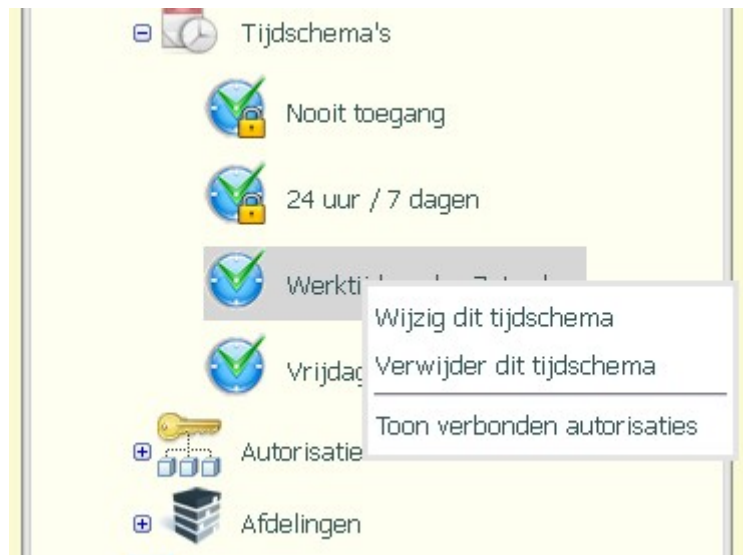 Tijdschema's
Nooit toegang
24 uur / 7 dagen
Wijzig dit tijdschema
Verwijder dit tijdschema
Toon verbonden autorisaties
Afdelingen